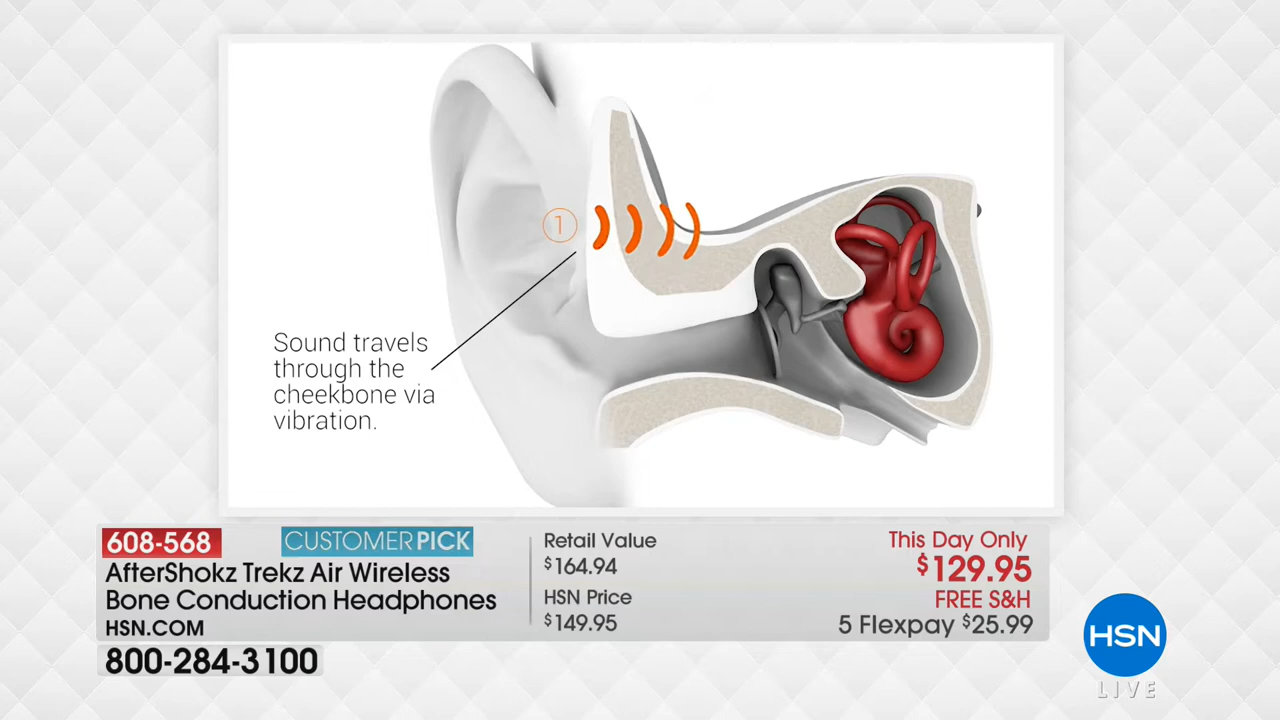 1
Sound travels
through the
cheekbone via
vibration.
608-568
CUSTOMERPICK
AfterShokz Trekz Air Wireless
Bone Conduction Headphones
HSN.COM
800-284-3100
Retail Value
$164.94
HSN Price
$149.95
This Day Only
$129.95
FREE S&H
5 Flexpay $25.99
HSN
LIVE